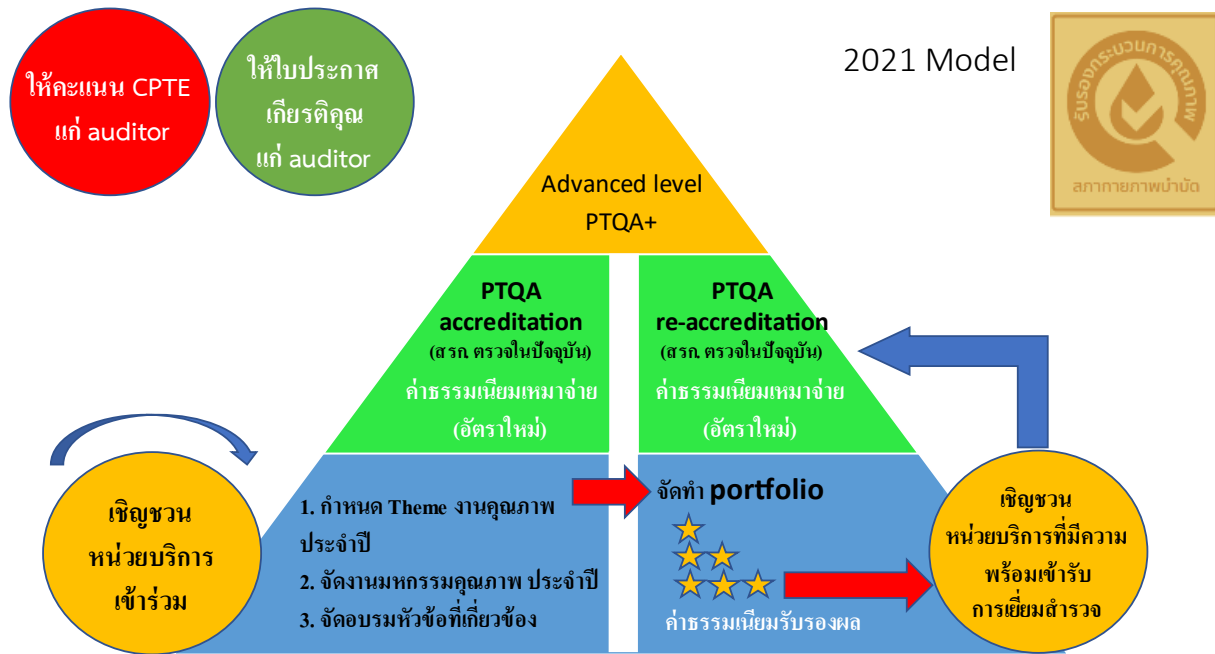 ให้คะแนน CPTE
แก่ auditor
ให้ใบประกาศ
เกียรติคุณ
แก่ auditor
2021 Model
รับรองกระบวนการคุณภาพ
สภากายภาพบำบัด
Advanced level
PTQA+
PTQA
accreditation
(สรก. ตรวจในปัจจุบัน)
ค่าธรรมเนียมเหมาจ่าย
(อัตราใหม่)
PTQA
re-accreditation
(สรก. ตรวจในปัจจุบัน)
ค่าธรรมเนียมเหมาจ่าย
(อัตราใหม่)
เชิญชวน
หน่วยบริการ
เข้าร่วม
1. กำหนด Theme งานคุณภาพ
ประจำปี
2. จัดงานมหกรรมคุณภาพ ประจำปี
3. จัดอบรมหัวข้อที่เกี่ยวข้อง
จัดทำ portfolio
ค่าธรรมเนียมรับรองผล
เชิญชวน
หน่วยบริการที่มีความ
พร้อมเข้ารับ
การเยี่ยมสำรวจ